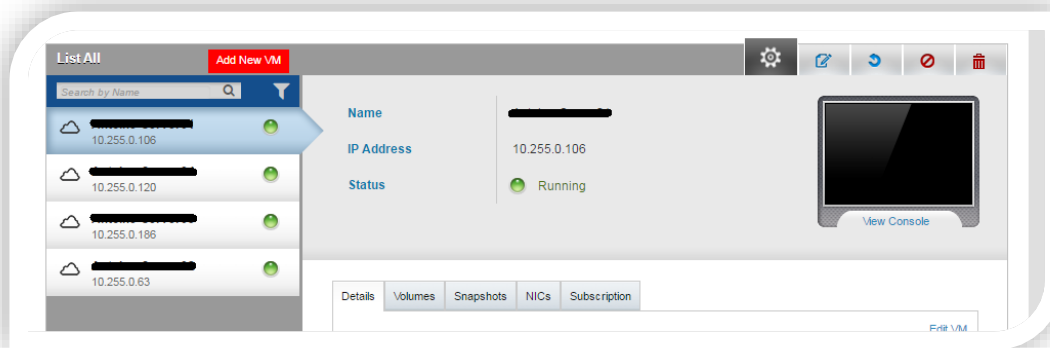 List All
Add New VM
Search by Name
10.255.0.106
10.255.0.120
10.255.0.186
10.255.0.63
Name
IP Address 10.255.0.106
Status Running
View Console
Details Volumes Snapshots NICs Subscription
Edit VM